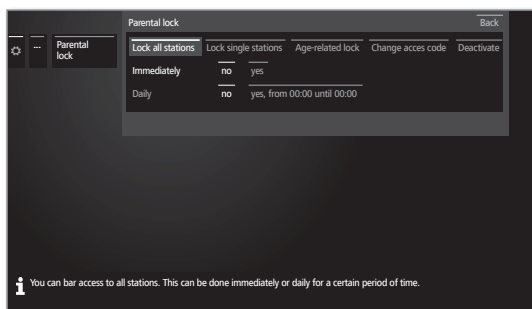 Parental lock Back
... Parental lock
Lock all stations Lock single stations Age-related lock Change acces code Deactivate
Immediately no yes
Daily no yes, from 00:00 until 00:00
You can bar access to all stations. This can be done immediately or daily for a certain period of time.